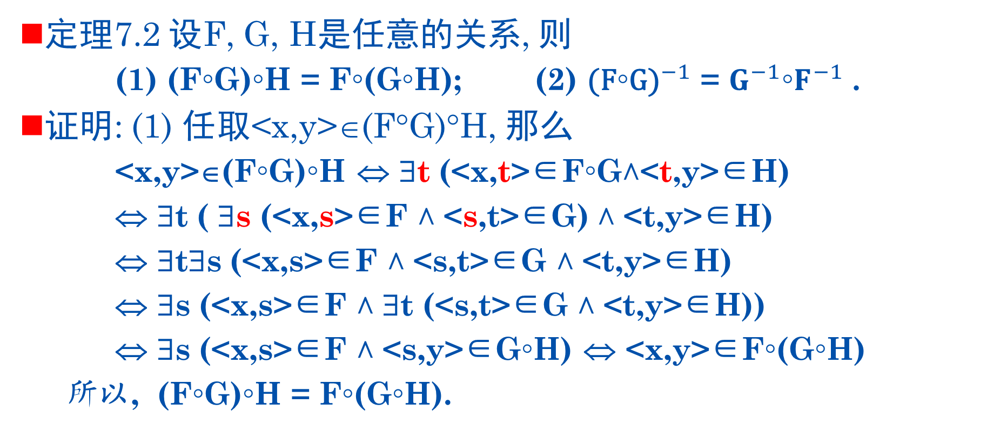 ■定理7.2 设F, G, H是任意的关系, 则
(1) (F∘G)∘H = F∘(G∘H); (2) (F∘G)⁻¹ = G⁻¹∘F⁻¹ .
■证明: (1) 任取<x,y>∈(F°G)°H, 那么
<x,y>∈(F∘G)∘H ⇔ ∃t (<x,t>∈F∘G∧<t,y>∈H)
⇔ ∃t ( ∃s (<x,s>∈F ∧ <s,t>∈G) ∧ <t,y>∈H)
⇔ ∃t∃s (<x,s>∈F ∧ <s,t>∈G ∧ <t,y>∈H)
⇔ ∃s (<x,s>∈F ∧ ∃t (<s,t>∈G ∧ <t,y>∈H))
⇔ ∃s (<x,s>∈F ∧ <s,y>∈G∘H) ⇔ <x,y>∈F∘(G∘H)
所以, (F∘G)∘H = F∘(G∘H).